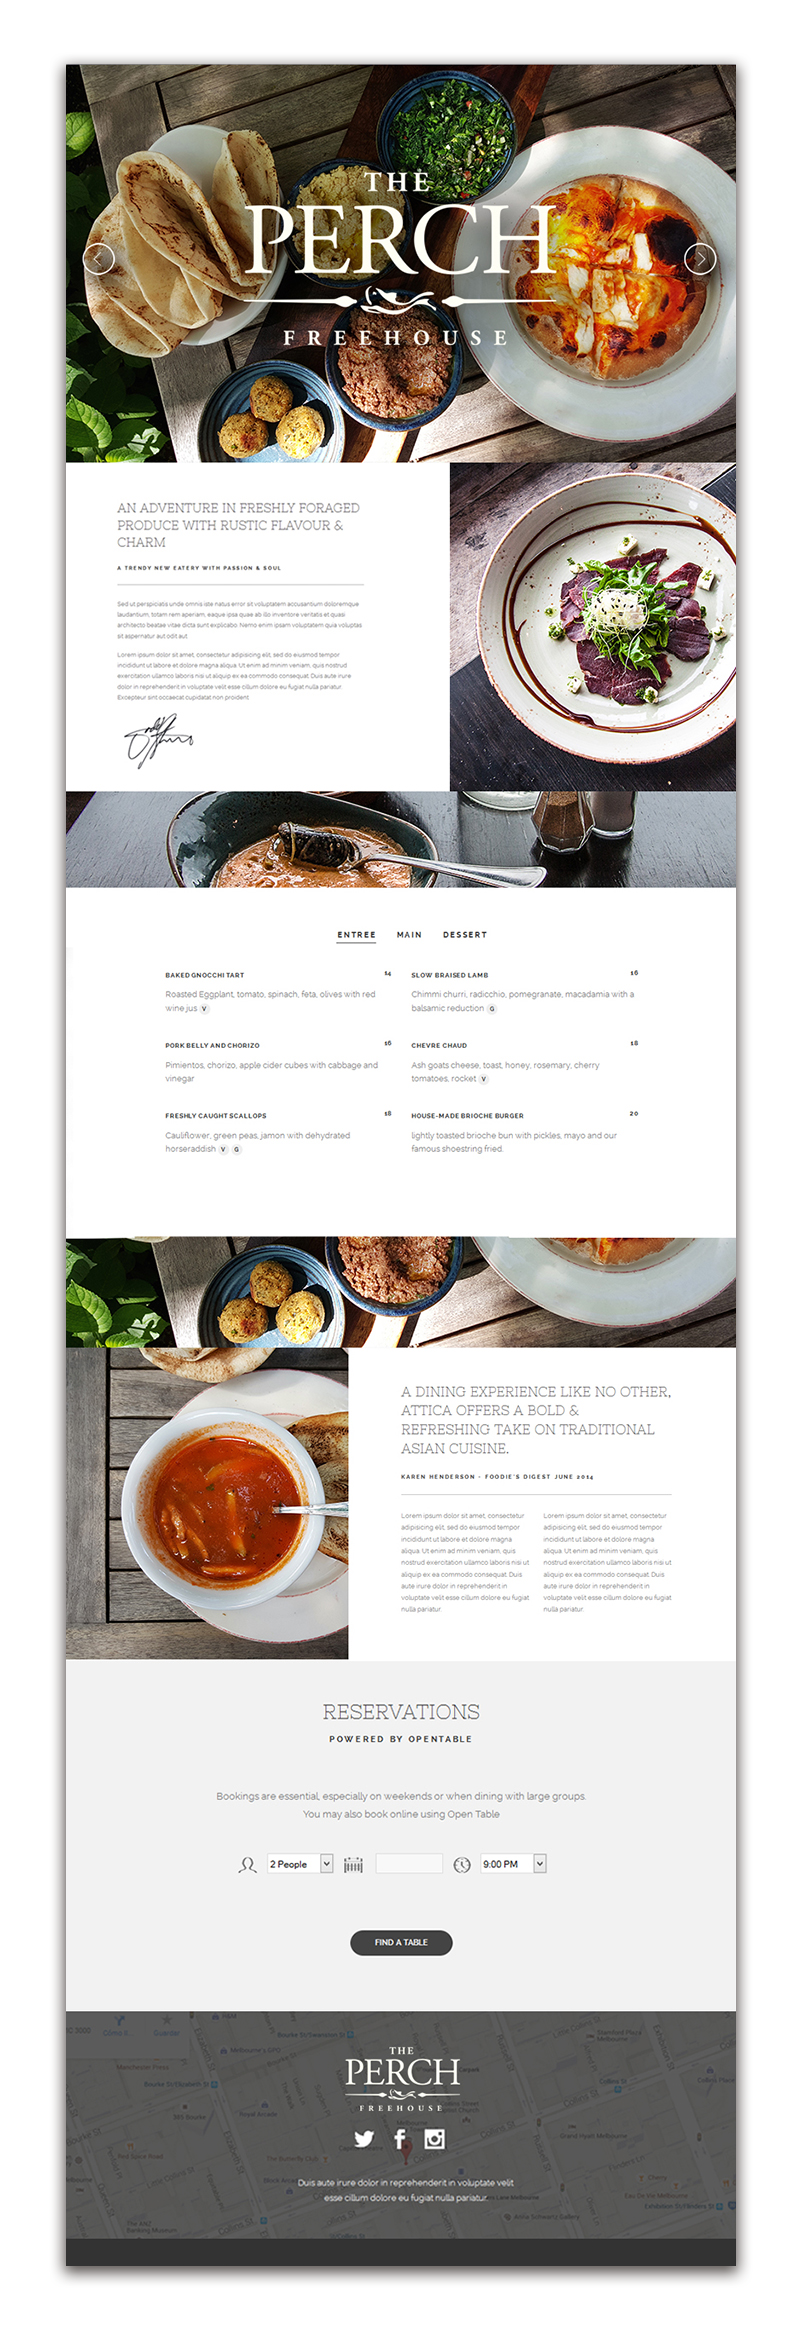 THE
PERCH
FREEHOUSE
AN ADVENTURE IN FRESHLY FORAGED
PRODUCE WITH RUSTIC FLAVOUR &
CHARM
A TRENDY NEW EATERY WITH PASSION & SOUL
Sed ut perspiciatis unde omnis iste natus error sit voluptatem accusantium doloremque
laudantium, totam rem aperiam, eaque ipsa quae ab illo inventore veritatis et quasi
architecto beatae vitae dicta sunt explicabo. Nemo enim ipsam voluptatem quia voluptas
sit aspernatur aut odit aut
Lorem ipsum dolor sit amet, consectetur adipisicing elit, sed do eiusmod tempor
incididunt ut labore et dolore magna aliqua. Ut enim ad minim veniam, quis nostrud
exercitation ullamco laboris nisi ut aliquip ex ea commodo consequat. Duis aute irure
dolor in reprehenderit in voluptate velit esse cillum dolore eu fugiat nulla pariatur.
Excepteur sint occaecat cupidatat non proident
ENTREE MAIN DESSERT
BAKED GNOCCHI TART 14
Roasted Eggplant, tomato, spinach, feta, olives with red
wine jus V
SLOW BRAISED LAMB 16
Chimmi churri, radicchio, pomegranate, macadamia with a
balsamic reduction G
PORK BELLY AND CHORIZO 16
Pimientos, chorizo, apple cider cubes with cabbage and
vinegar
CHEVRE CHAUD 18
Ash goats cheese, toast, honey, rosemary, cherry
tomatoes, rocket V
FRESHLY CAUGHT SCALLOPS 18
Cauliflower, green peas, jamon with dehydrated
horseraddish V G
HOUSE-MADE BRIOCHE BURGER 20
lightly toasted brioche bun with pickles, mayo and our
famous shoestring fried.
A DINING EXPERIENCE LIKE NO OTHER,
ATTICA OFFERS A BOLD &
REFRESHING TAKE ON TRADITIONAL
ASIAN CUISINE.
KAREN HENDERSON - FOODIE'S DIGEST JUNE 2014
Lorem ipsum dolor sit amet, consectetur
adipisicing elit, sed do eiusmod tempor
incididunt ut labore et dolore magna
aliqua. Ut enim ad minim veniam, quis
nostrud exercitation ullamco laboris nisi ut
aliquip ex ea commodo consequat. Duis
aute irure dolor in reprehenderit in
voluptate velit esse cillum dolore eu fugiat
nulla pariatur.
Lorem ipsum dolor sit amet, consectetur
adipisicing elit, sed do eiusmod tempor
incididunt ut labore et dolore magna
aliqua. Ut enim ad minim veniam, quis
nostrud exercitation ullamco laboris nisi ut
aliquip ex ea commodo consequat. Duis
aute irure dolor in reprehenderit in
voluptate velit esse cillum dolore eu fugiat
nulla pariatur.
RESERVATIONS
POWERED BY OPENTABLE
Bookings are essential, especially on weekends or when dining with large groups.
You may also book online using Open Table
2 People 9:00 PM
FIND A TABLE
THE
PERCH
FREEHOUSE
Duis aute irure dolor in reprehenderit in voluptate velit
esse cillum dolore eu fugiat nulla pariatur.